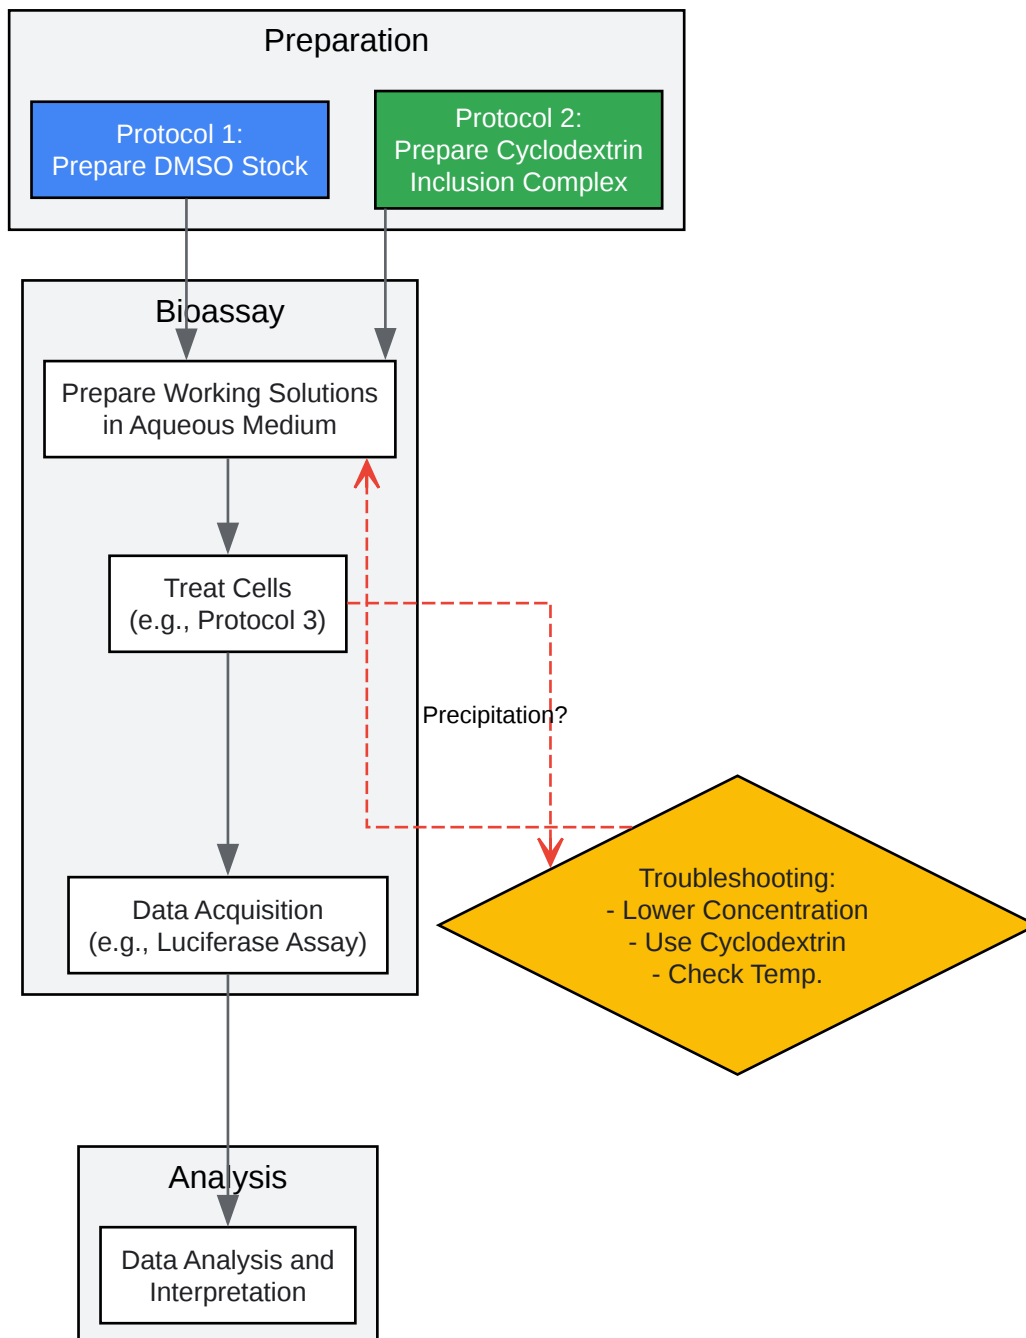 Preparation
Protocol 1:
Prepare DMSO Stock
Protocol 2:
Prepare Cyclodextrin
Inclusion Complex
Bioassay
Prepare Working Solutions
in Aqueous Medium
Treat Cells
(e.g., Protocol 3)
Precipitation?
Troubleshooting:
- Lower Concentration
- Use Cyclodextrin
- Check Temp.
Data Acquisition
(e.g., Luciferase Assay)
Analysis
Data Analysis and
Interpretation